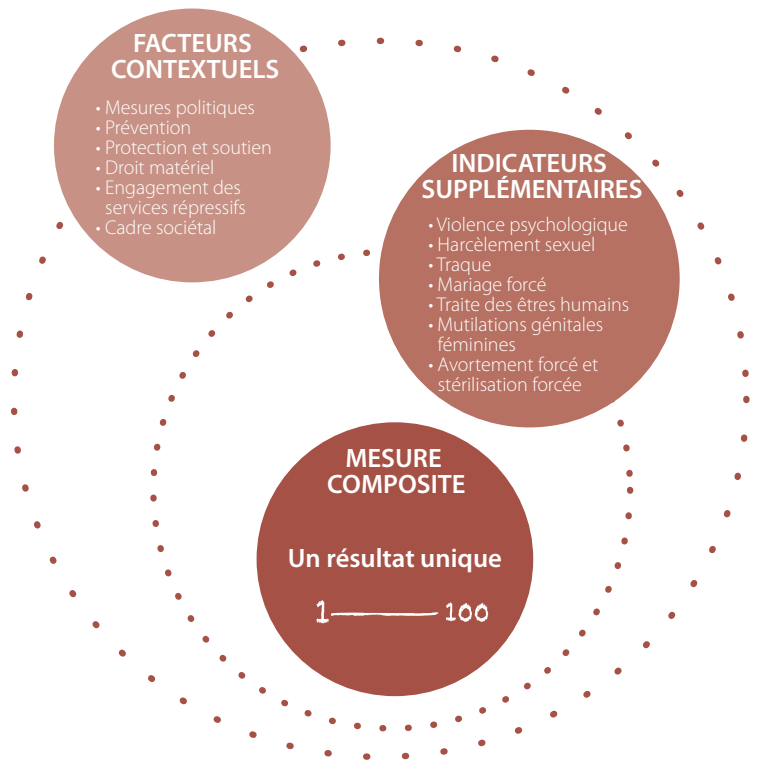 FACTEURS
CONTEXTUELS
• Mesures politiques
• Prévention
• Protection et soutien
• Droit matériel
• Engagement des
services répressifs
• Cadre sociétal
INDICATEURS
SUPPLÉMENTAIRES
• Violence psychologique
• Harcèlement sexuel
• Traque
• Mariage forcé
• Traite des êtres humains
• Mutilations génitales
féminines
• Avortement forcé et
stérilisation forcée
MESURE
COMPOSITE
Un résultat unique
1 100